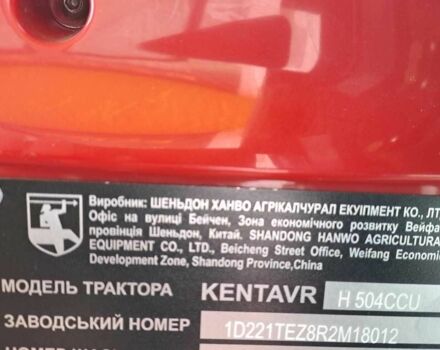 Виробник: ШЕНЬДОН ХАНВО АГРІКАЛЧУРАЛ ЕКУІПМЕНТ КО., ЛТ
Офіс на вулиці Бейчен, Зона економічного розвитку Вейфа
провінція Шеньдон, Китай. SHANDONG HANWO AGRICULTURA
EQUIPMENT CO., LTD., Beicheng Street Office, Weifang Economic
Development Zone, Shandong Province,China
МОДЕЛЬ ТРАКТОРА KENTAVR H 504CCU
ЗАВОДСЬКИЙ НОМЕР 1D221TEZ8R2M18012